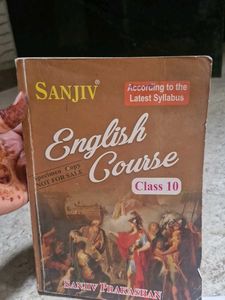 SANJIV®
According to the
Latest Syllabus
English
Course
Specimen Copy
NOT FOR SALE
Class 10
SANJIV PRAKASHAN